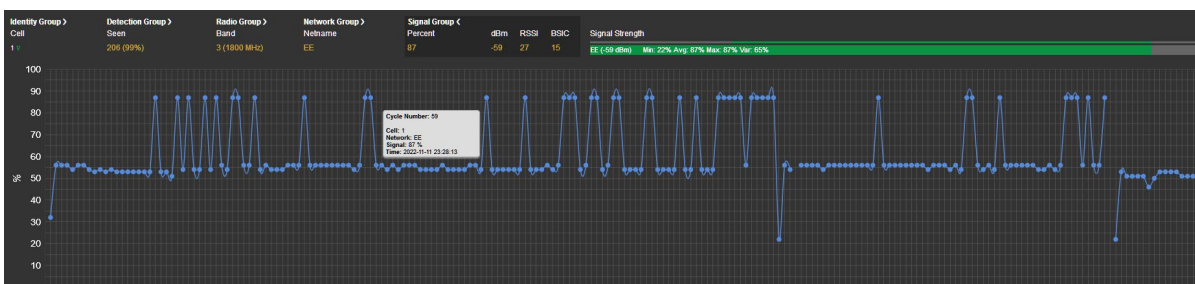 Identity Group ❯ Detection Group ❯ Radio Group ❯ Network Group ❯ Signal Group ❮
Cell Seen Band Netname Percent dBm RSSI BSIC Signal Strength
1 206 (99%) 3 (1800 MHz) EE 87 -59 27 15 EE (-59 dBm) Min: 22% Avg: 87% Max: 87% Var: 65%
100
90
80
70
60
50
40
30
20
10
%
Cycle Number: 59
Cell: 1
Network: EE
Signal: 87 %
Time: 2022-11-11 23:28:13